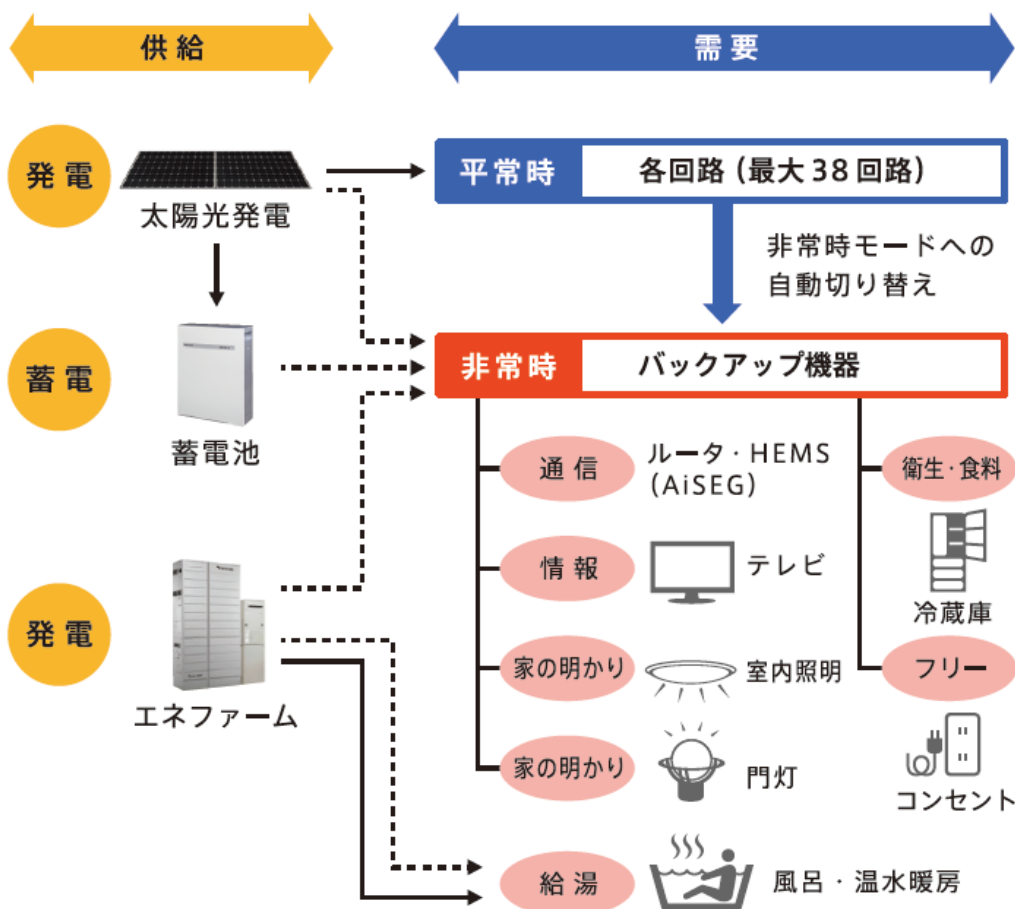 供給
需要
発電
太陽光発電
平常時
各回路（最大38回路）
非常時モードへの
自動切り替え
蓄電
蓄電池
非常時
バックアップ機器
通信
ルータ・HEMS
(AiSEG)
衛生・食料
冷蔵庫
情報
テレビ
発電
エネファーム
家の明かり
室内照明
フリー
コンセント
家の明かり
門灯
給湯
風呂・温水暖房